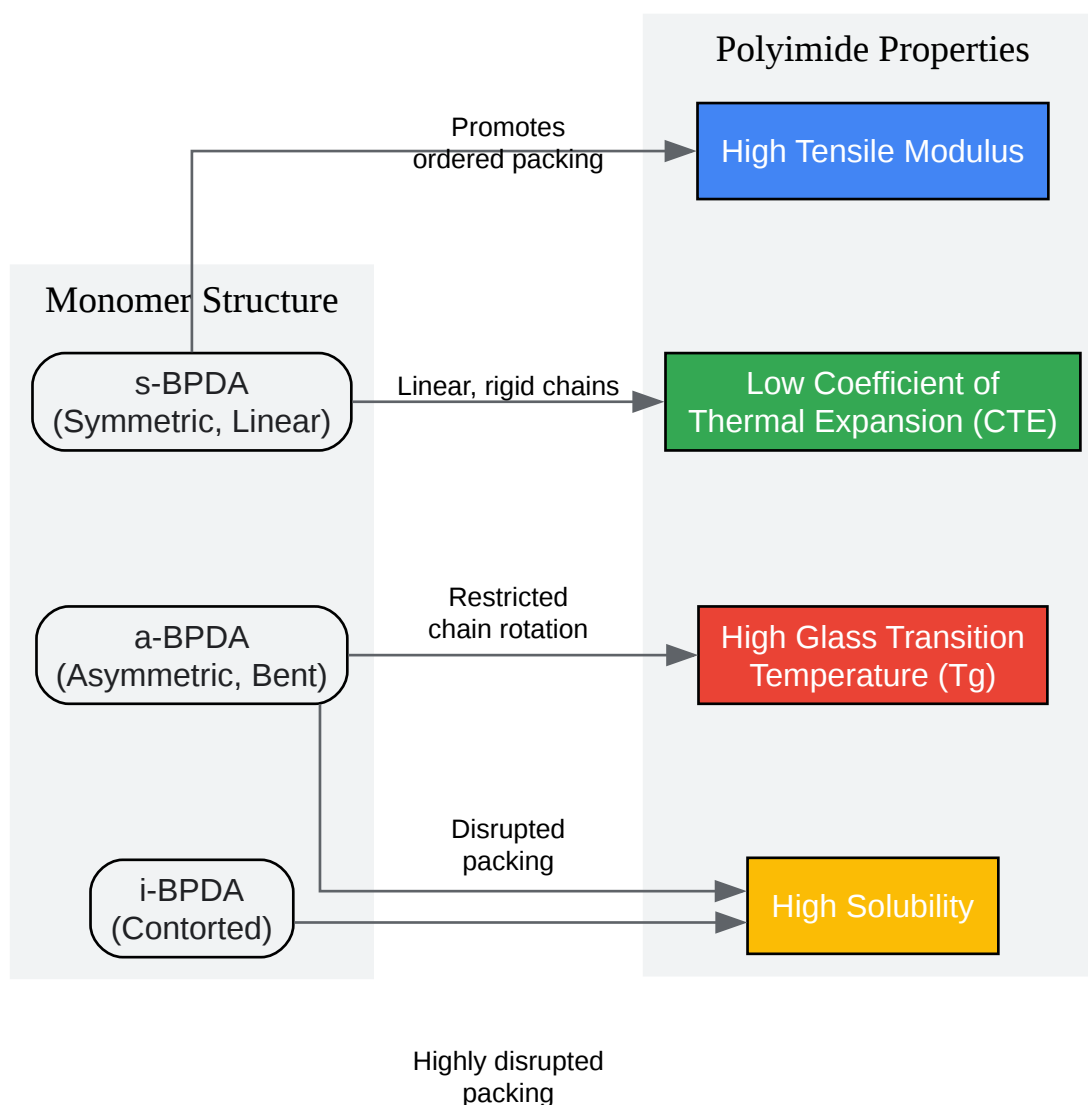 Polyimide Properties
Promotes
ordered packing
High Tensile Modulus
Monomer Structure
s-BPDA
(Symmetric, Linear)
Linear, rigid chains
Low Coefficient of
Thermal Expansion (CTE)
a-BPDA
(Asymmetric, Bent)
Restricted
chain rotation
High Glass Transition
Temperature (Tg)
Disrupted
packing
i-BPDA
(Contorted)
High Solubility
Highly disrupted
packing